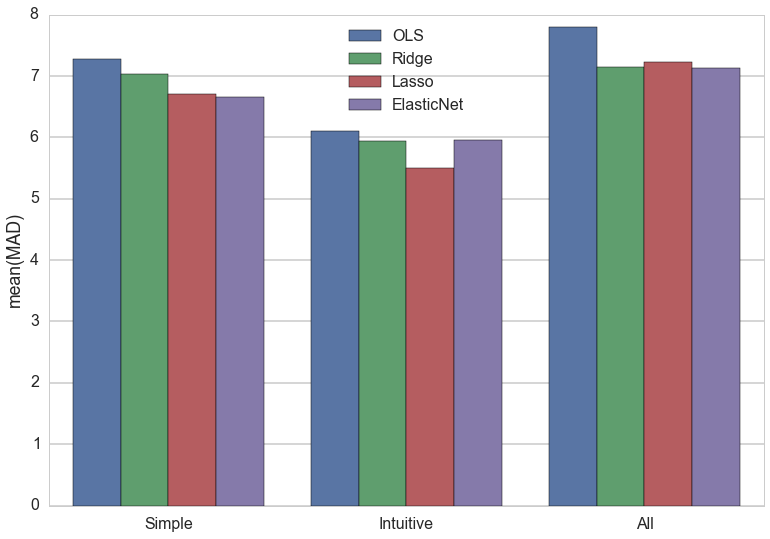 8
7
6
5
4
3
2
1
0
mean(MAD)
OLS
Ridge
Lasso
ElasticNet
Simple
Intuitive
All